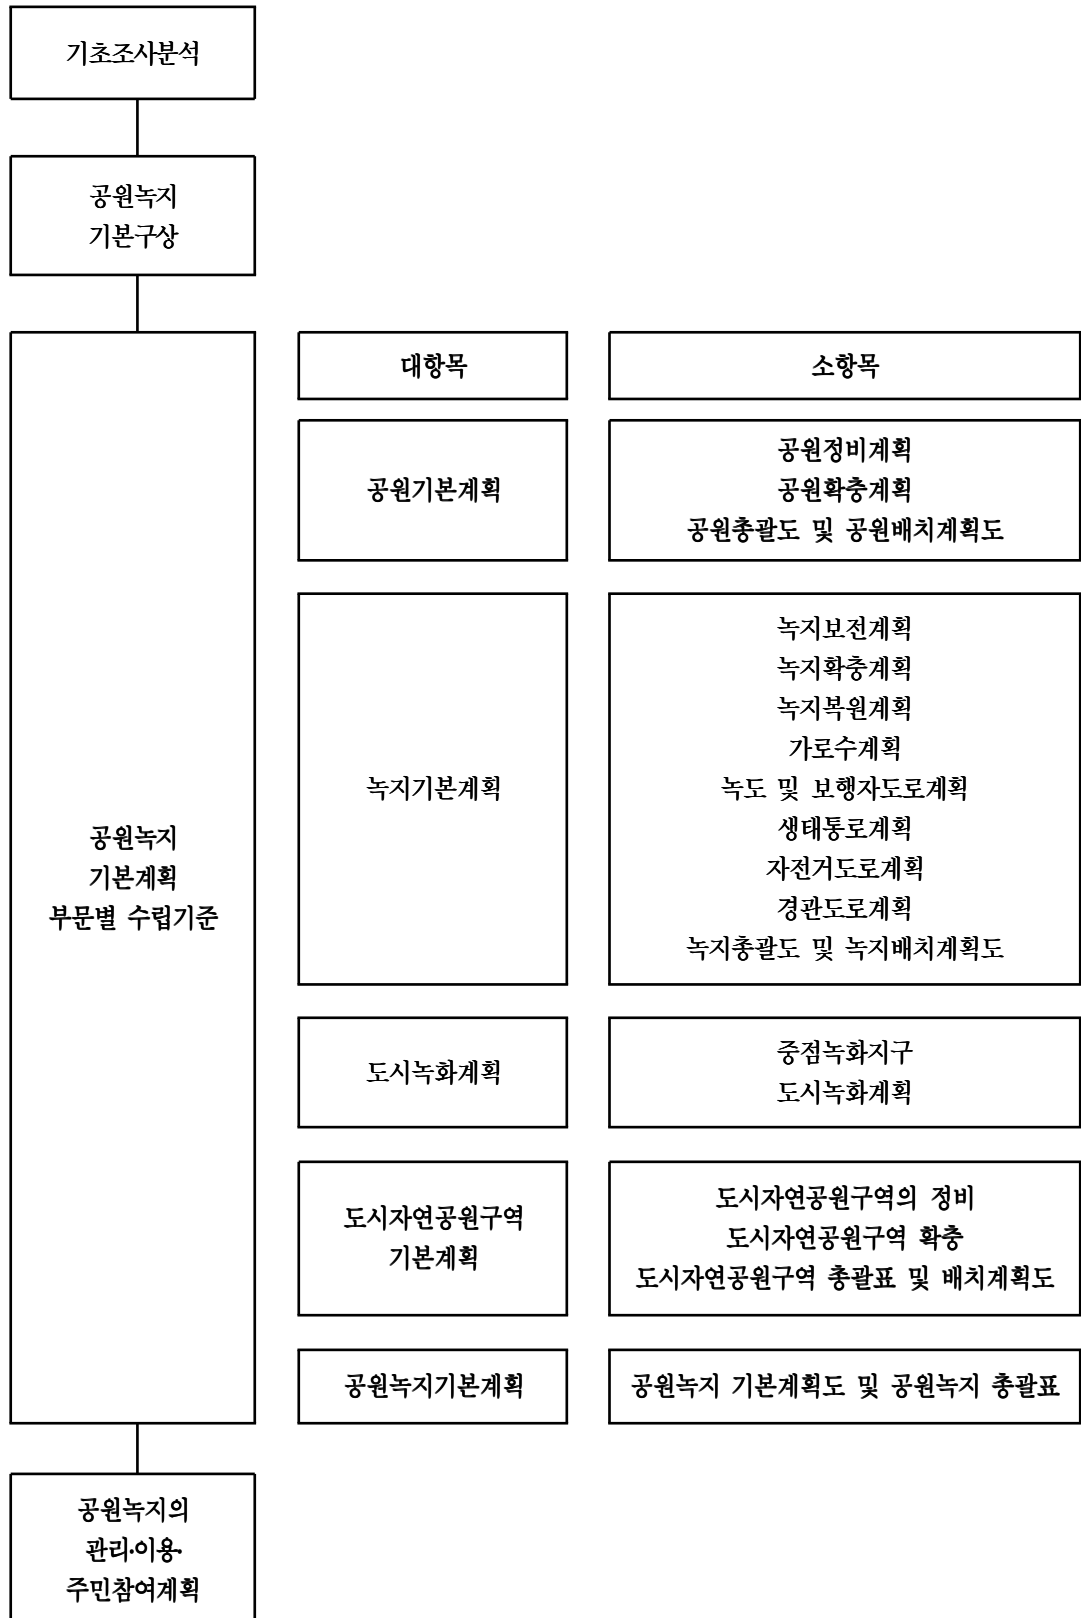 기초조사분석
공원녹지
기본구상
공원녹지
기본계획
부문별 수립기준
대항목
소항목
공원기본계획
공원정비계획
공원확충계획
공원총괄도 및 공원배치계획도
녹지기본계획
녹지보전계획
녹지확충계획
녹지복원계획
가로수계획
녹도 및 보행자도로계획
생태통로계획
자전거도로계획
경관도로계획
녹지총괄도 및 녹지배치계획도
도시녹화계획
중점녹화지구
도시녹화계획
도시자연공원구역
기본계획
도시자연공원구역의 정비
도시자연공원구역 확충
도시자연공원구역 총괄표 및 배치계획도
공원녹지기본계획
공원녹지 기본계획도 및 공원녹지 총괄표
공원녹지의
관리·이용·
주민참여계획